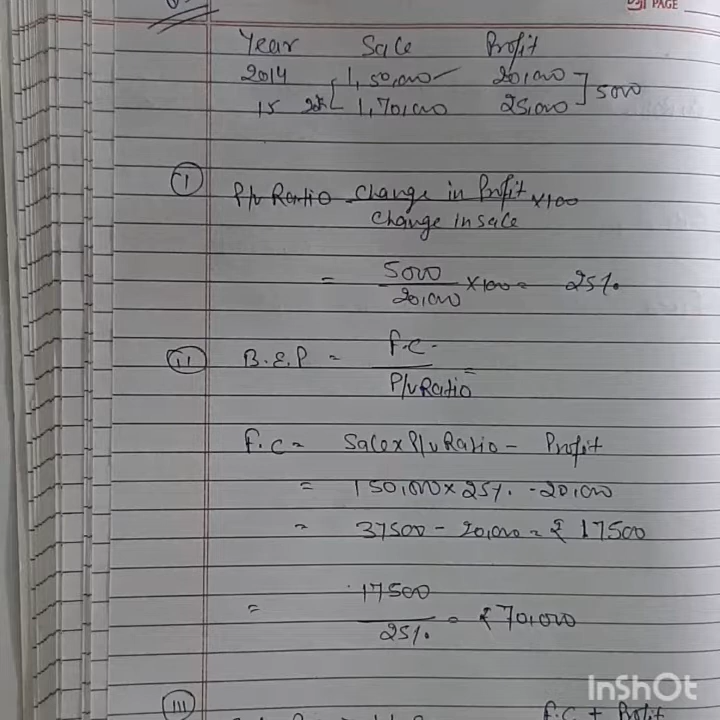 PAGE
Year Sale Profit
2014 1,50,000 20,000
15 1,70,000 25,000 5000
I P/v Ratio Change in Profit ×100
Change in sale
= 5000 ×100 = 25%
20,000
II B.E.P = F.C.
P/v Ratio =
F.C = Sale×P/v Ratio - Profit
= 150,000×25% - 20,000
= 37500 - 20,000 = ₹ 17500
= 17500
25% = ₹70,000
InShOt
III F.C + Profit